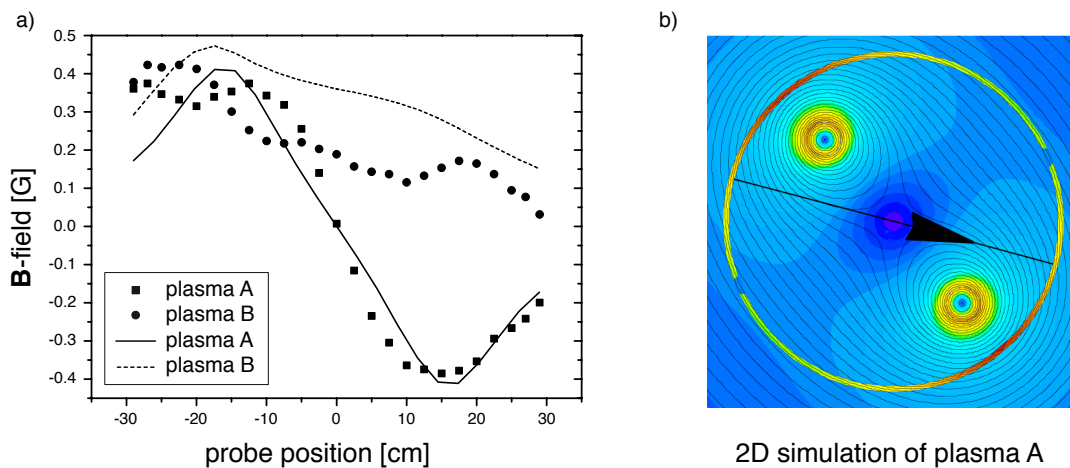 a)
b)
0.5
0.4
0.3
0.2
0.1
0.0
-0.1
-0.2
-0.3
-0.4
B-field [G]
plasma A
plasma B
plasma A
plasma B
-30 -20 -10 0 10 20 30
probe position [cm]
2D simulation of plasma A